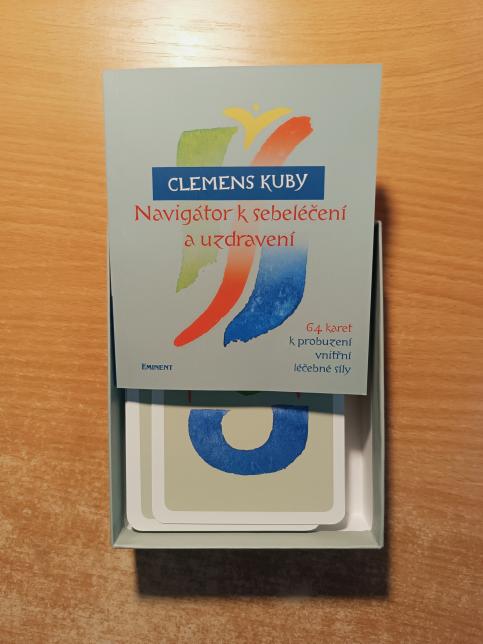 CLEMENS KUBY
Navigátor k sebeléčení
a uzdravení
64 karet
k probuzení
vnitřní
léčebné síly
EMINENT